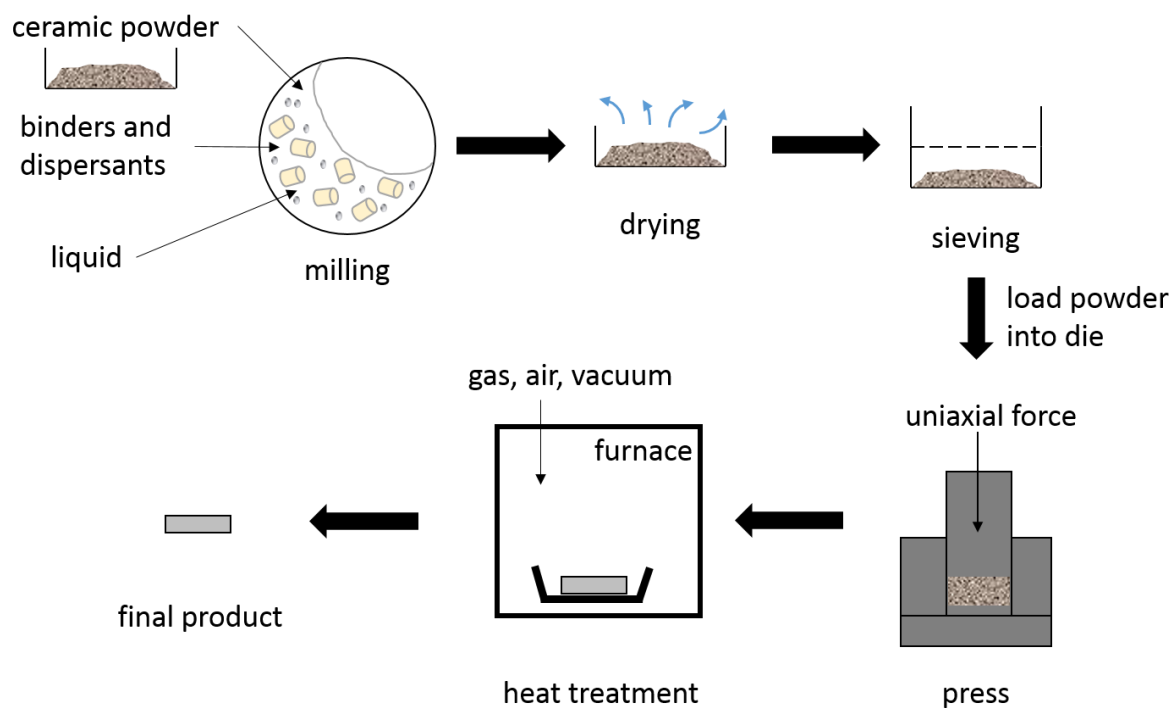 ceramic powder
binders and
dispersants
liquid
milling
drying
sieving
load powder
into die
uniaxial force
press
gas, air, vacuum
furnace
heat treatment
final product